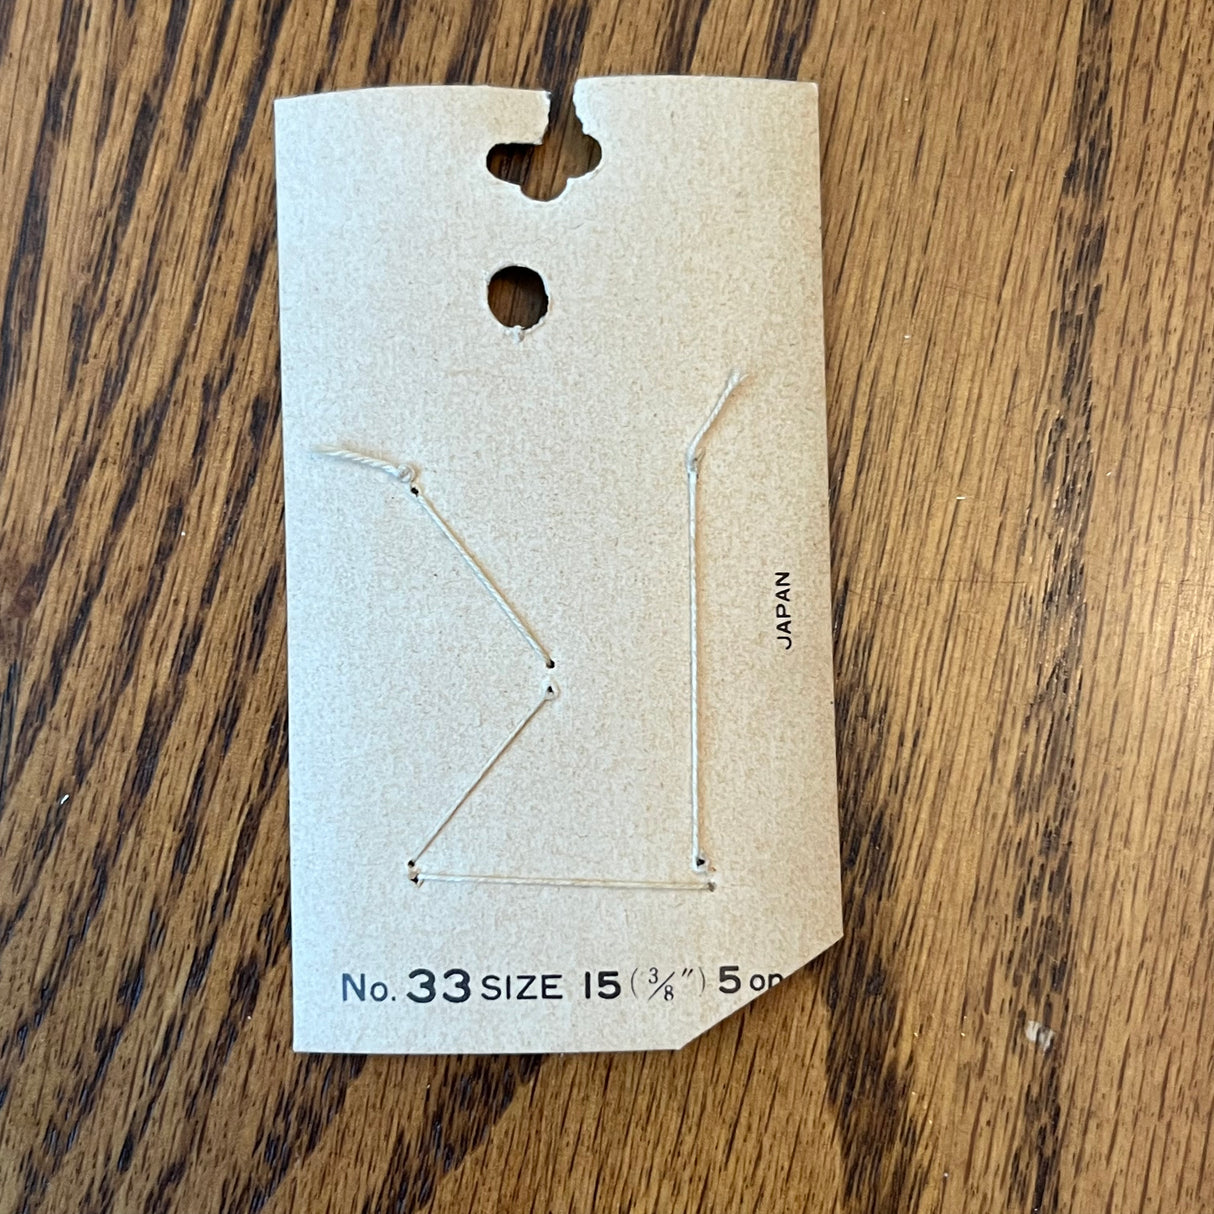 JAPAN
No. 33 SIZE 15 (3/8") 5 on